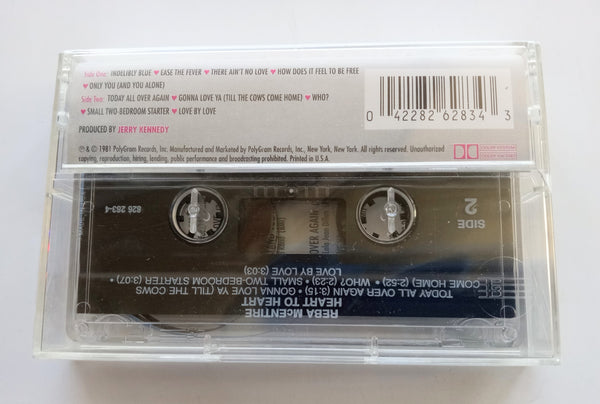 Side One: INDELIBLY BLUE ♥ EASE THE FEVER ♥ THERE AIN'T NO LOVE ♥ HOW DOES IT FEEL TO BE FREE
♥ ONLY YOU (AND YOU ALONE)
Side Two: TODAY ALL OVER AGAIN ♥ GONNA LOVE YA (TILL THE COWS COME HOME) ♥ WHO?
♥ SMALL TWO-BEDROOM STARTER ♥ LOVE BY LOVE
PRODUCED BY JERRY KENNEDY
℗ & © 1981 PolyGram Records, Inc. Manufactured and Marketed by PolyGram Records, Inc., New York, New York. All rights reserved. Unauthorized
copying, reproduction, hiring, lending, public performance and broadcasting prohibited. Printed in U.S.A.
0 42282 62834 3
DOLBY SYSTEM
REBA McENTIRE
HEART TO HEART
TODAY ALL OVER AGAIN (3:15) • GONNA LOVE YA (TILL THE COWS
COME HOME) (2:52) • WHO? (2:23) • SMALL TWO-BEDROOM STARTER (3:07) •
LOVE BY LOVE (3:03)
SIDE
2
OVER AGAIN